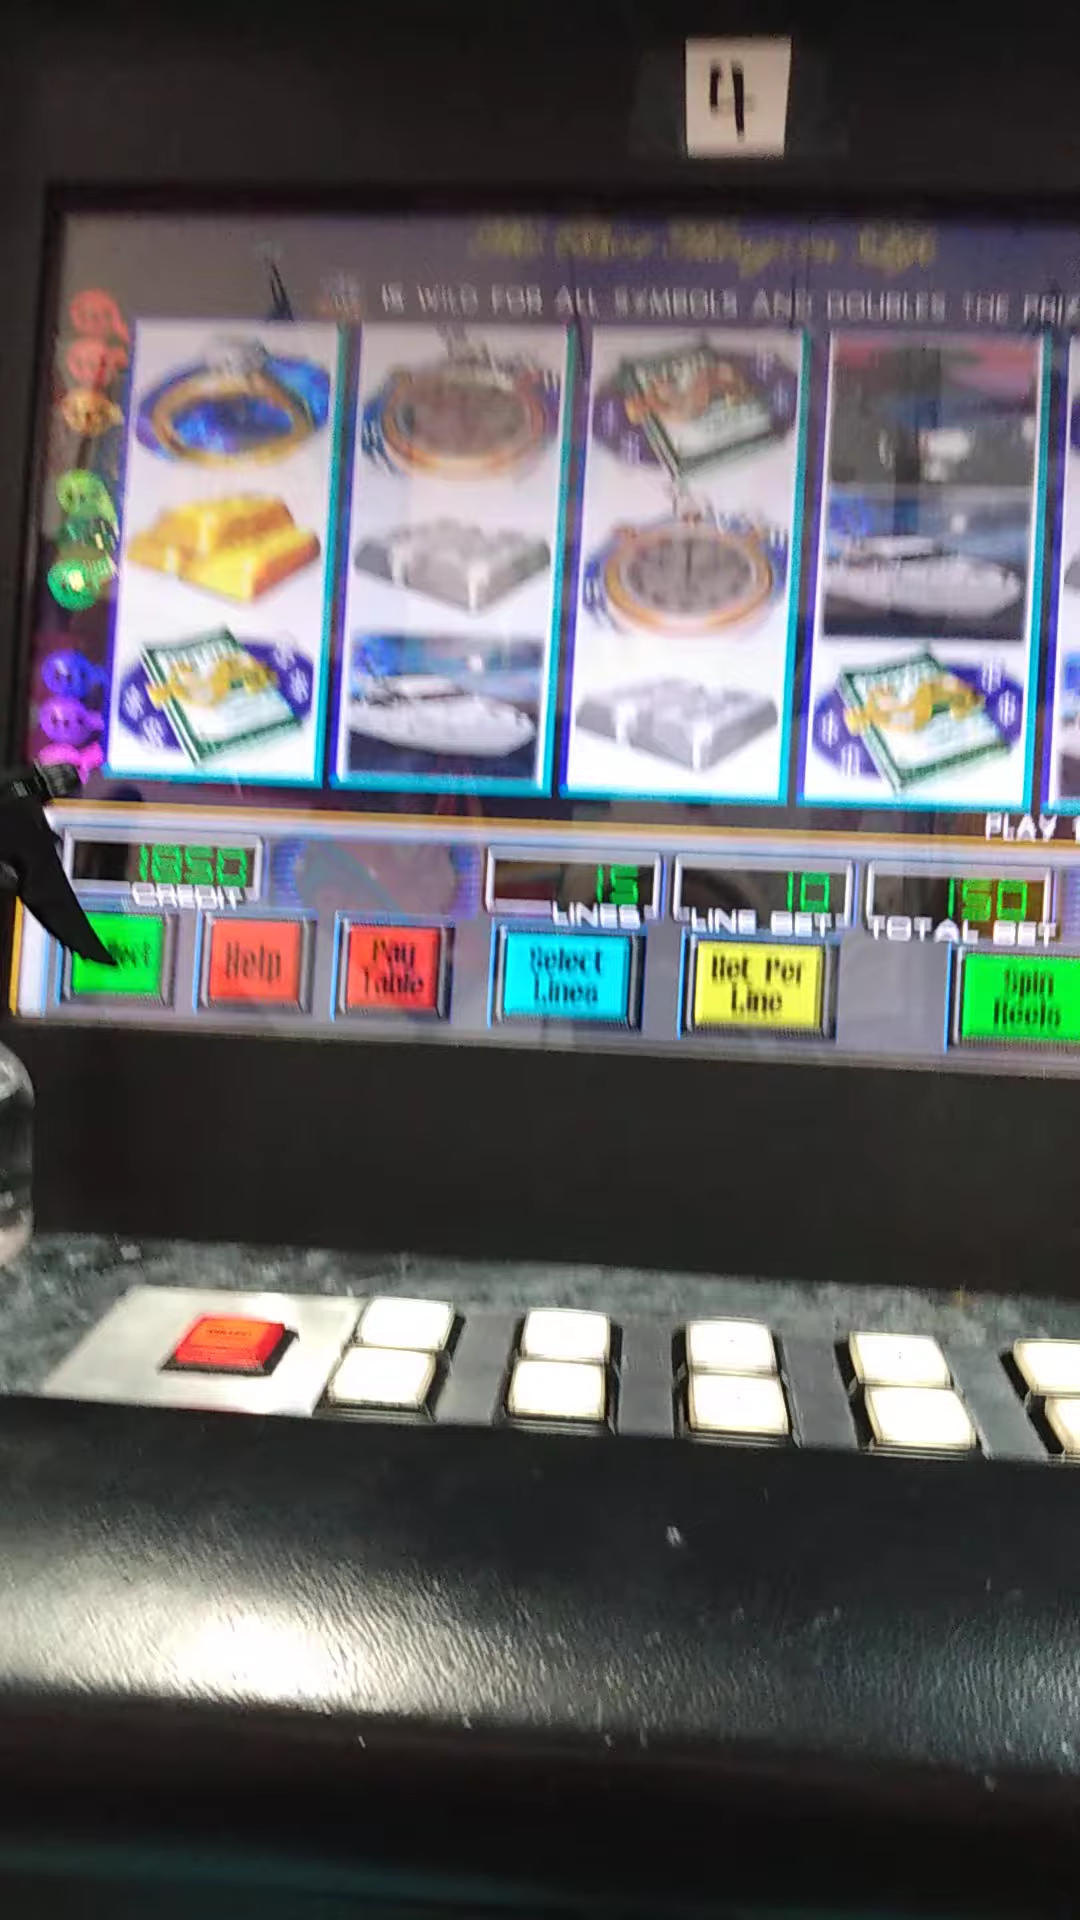 4
IS WILD FOR ALL SYMBOLS AND DOUBLES THE
PLAY
1850
CREDIT
15
LINES
10
LINE BET
150
TOTAL BET
Help
Pay
Table
Select
Lines
Bet Per
Line
Spin
Reels